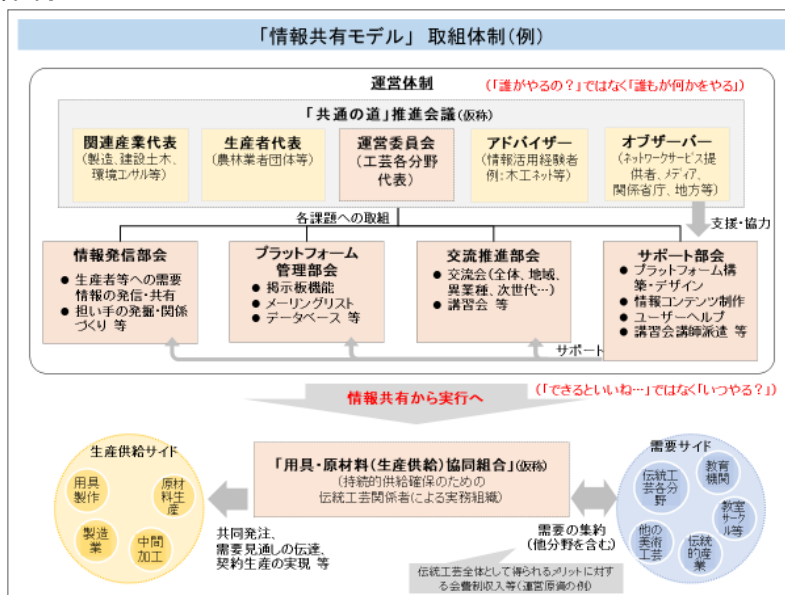 「情報共有モデル」 取組体制(例)
運営体制
(「誰がやるの？」ではなく「誰もが何かをやる」)
「共通の道」推進会議(仮称)
関連産業代表
(製造、建設土木、
環境エンサル等)
生産者代表
(農林業者団体等)
運営委員会
(工芸各分野
代表)
アドバイザー
(情報活用経験者
例:木工ネット等)
オブザーバー
(ネットワークサービス提
供者、メディア、
関係省庁、地方等)
各課題への取組
支援・協力
情報発信部会
● 生産者等への需要
情報の発信・共有
● 担い手の発掘・関係
づくり 等
プラットフォーム
管理部会
● 掲示板機能
● メーリングリスト
● データベース 等
交流推進部会
● 交流会(全体、地域、
異業種、次世代…)
● 講習会 等
サポート部会
● プラットフォーム構
築・デザイン
● 情報コンテンツ制作
● ユーザーヘルプ
● 講習会講師派遣 等
サポート
情報共有から実行へ
(「できるといいね…」ではなく「いつやる？」)
生産供給サイド
用具
製作
原材
料生
産
製造
業
中間
加工
「用具・原材料(生産供給)協同組合」(仮称)
(持続的供給確保のための
伝統工芸関係者による実務組織)
共同発注、
需要見通しの伝達、
契約生産の実現 等
需要の集約
(他分野を含む)
伝統工芸全体として得られるメリットに対す
る会費制収入等(運営原資の例)
需要サイド
伝統工
芸各分
野
教育
機関
教室
サーク
ル等
伝統
的産
業
他の
美術
工芸